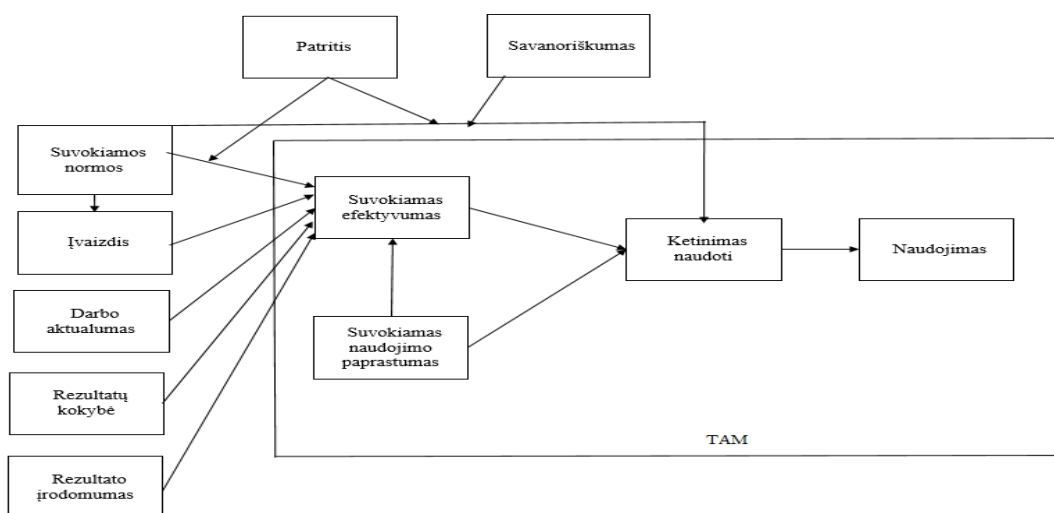 Patritis
Savanoriškumas
Suvokiamos
normos
Suvokiamas
efektyvumas
Įvaizdis
Ketinimas
naudoti
Naudojimas
Darbo
aktualumas
Suvokiamas
naudojimo
paprastumas
Rezultatų
kokybė
TAM
Rezultato
įrodomumas